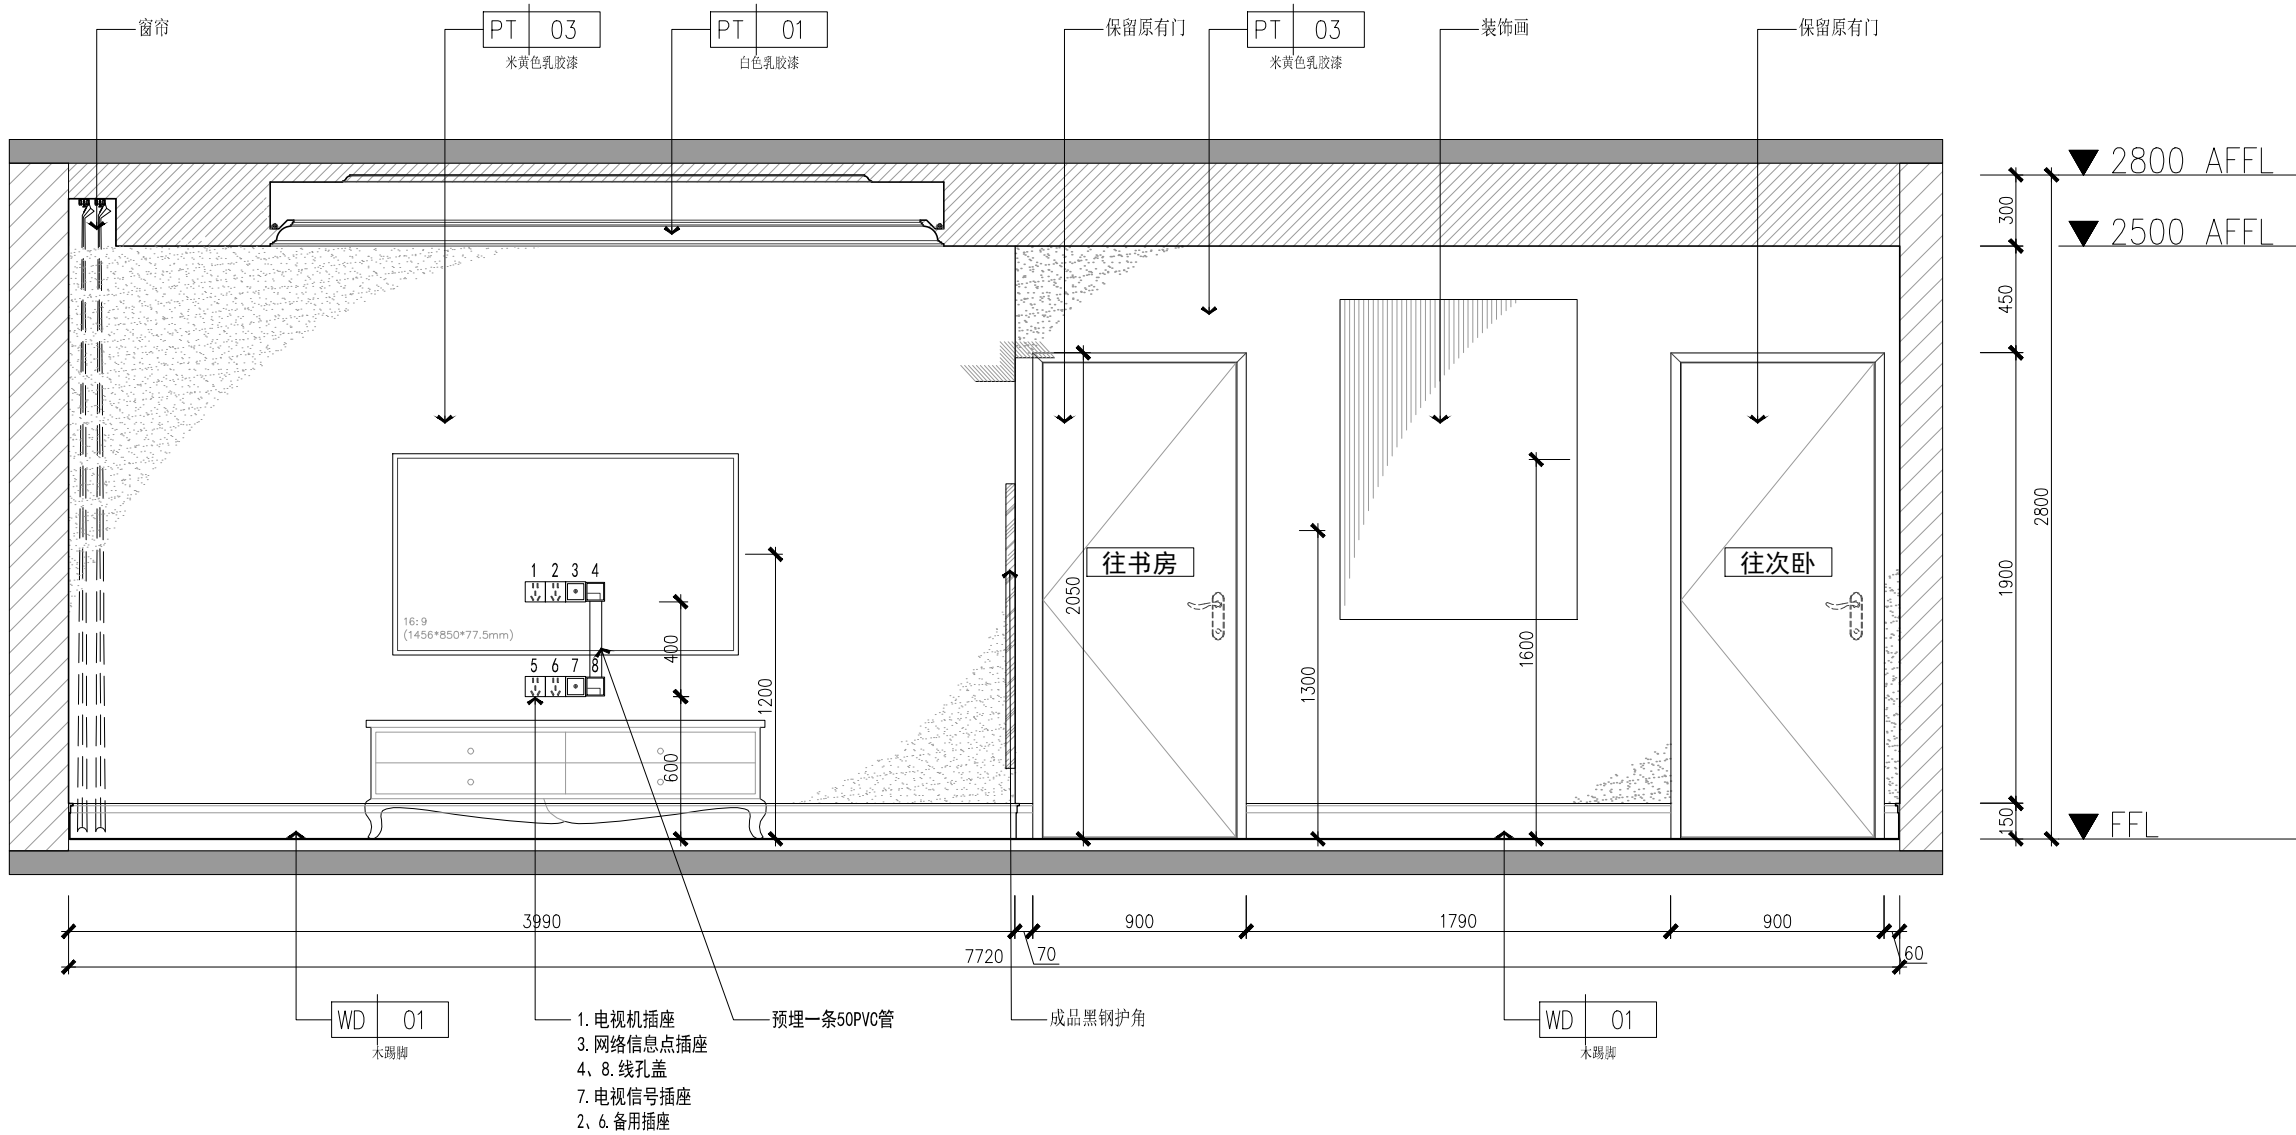 窗帘
PT 03
米黄色乳胶漆
PT 01
白色乳胶漆
保留原有门
PT 03
米黄色乳胶漆
装饰画
保留原有门
2800 AFFL
300
2500 AFFL
450
2800
1900
150
FFL
16:9
(1456*850*77.5mm)
1 2 3 4
5 6 7 8
400
600
1200
2050
往书房
1300
1600
往次卧
3990
70
900
1790
900
60
7720
WD 01
木踢脚
1. 电视机插座
3. 网络信息点插座
4、8. 线孔盖
7. 电视信号插座
2、6. 备用插座
预埋一条50PVC管
成品黑钢护角
WD 01
木踢脚